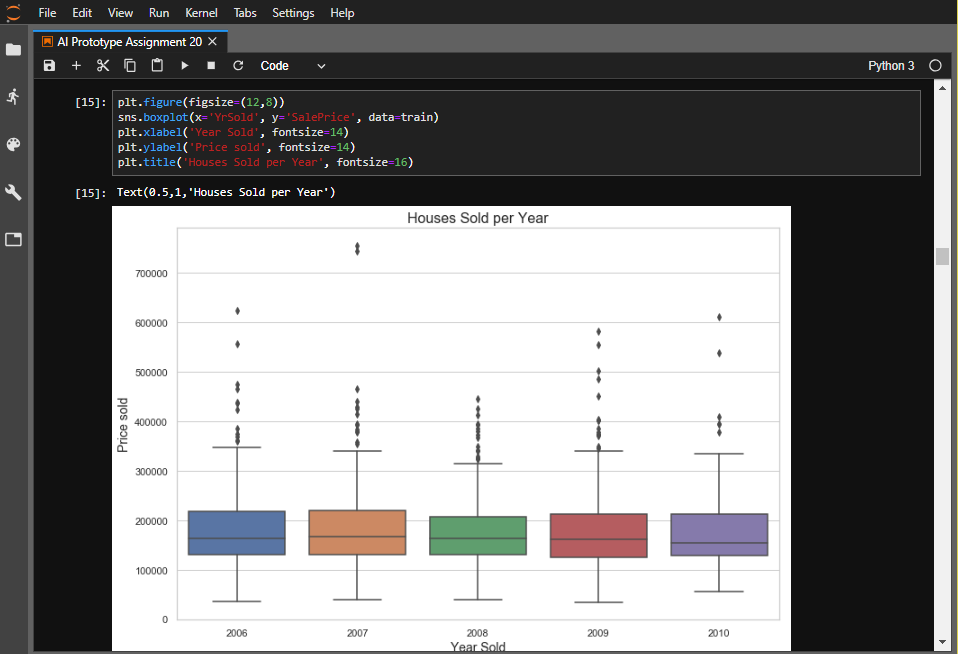 File Edit View Run Kernel Tabs Settings Help
AI Prototype Assignment 20
Code
Python 3
[15]:
plt.figure(figsize=(12,8))
sns.boxplot(x='YrSold', y='SalePrice', data=train)
plt.xlabel('Year Sold', fontsize=14)
plt.ylabel('Price sold', fontsize=14)
plt.title('Houses Sold per Year', fontsize=16)
[15]: Text(0.5,1,'Houses Sold per Year')
Houses Sold per Year
700000
600000
500000
400000
300000
200000
100000
0
Price sold
2006 2007 2008 2009 2010
Year Sold